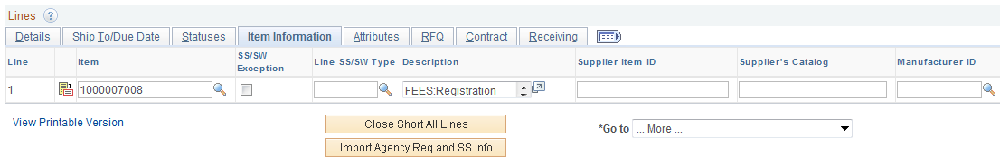 Lines ?
Details Ship To/Due Date Statuses Item Information Attributes RFQ Contract Receiving
Line Item SS/SW Exception Line SS/SW Type Description Supplier Item ID Supplier's Catalog Manufacturer ID
1 1000007008 FEES:Registration
View Printable Version Close Short All Lines *Go to ... More ...
Import Agency Req and SS Info